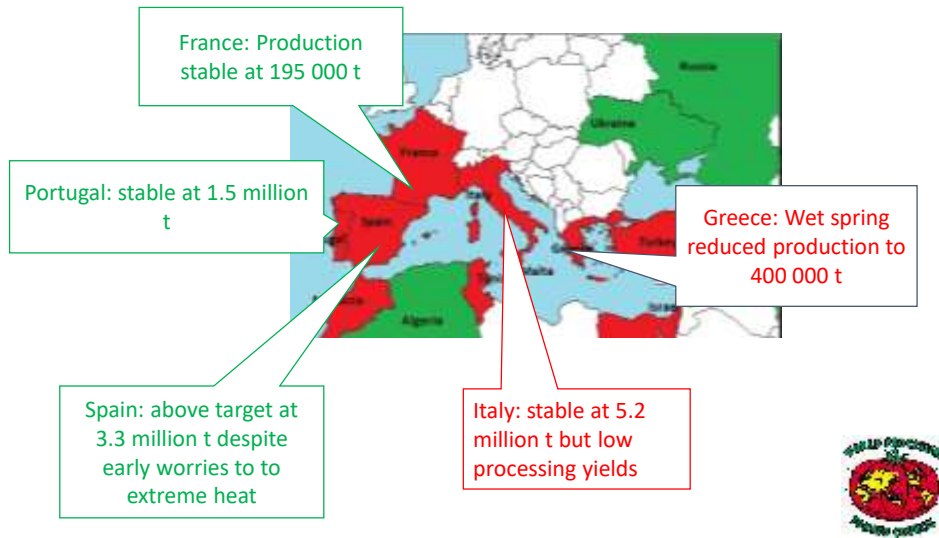 France: Production
stable at 195 000 t
Russia
Ukraine
France
Portugal: stable at 1.5 million
t
Italy
Spain
Greece: Wet spring
reduced production to
400 000 t
Turkey
Malta
Algeria
Spain: above target at
3.3 million t despite
early worries to to
extreme heat
Italy: stable at 5.2
million t but low
processing yields